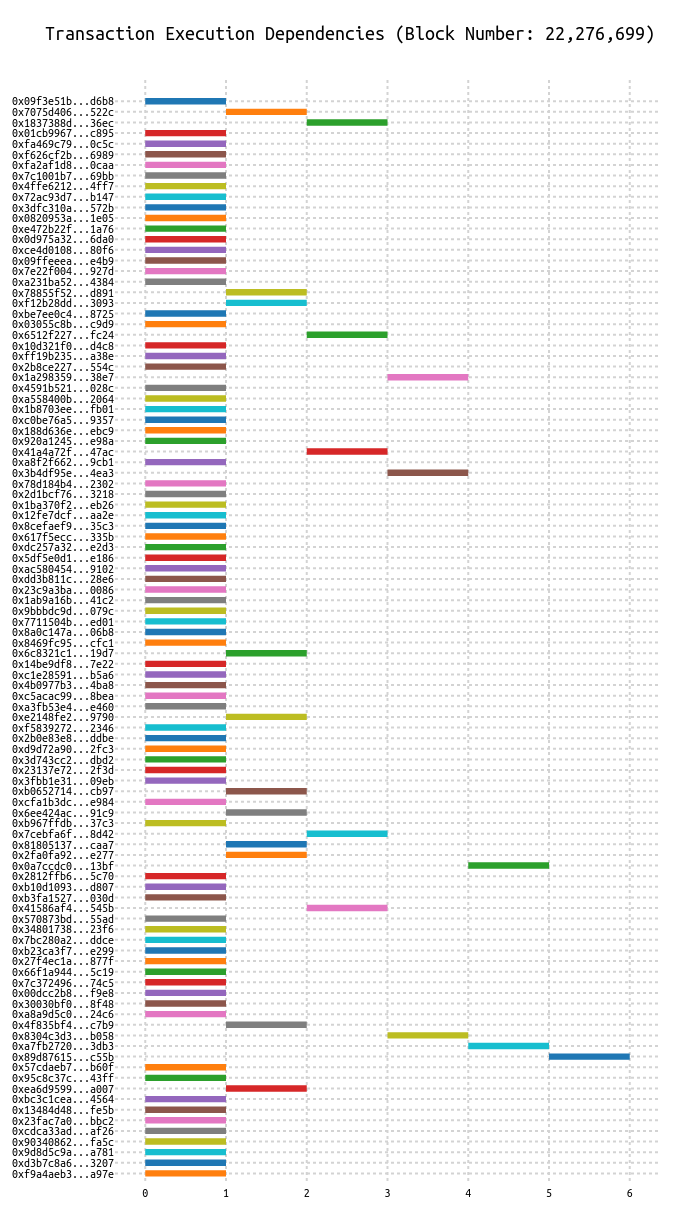 Transaction Execution Dependencies (Block Number: 22,276,699)
0x09f3e51b...d6b8
0x7075d406...522c
0x1837388d...36ec
0x01cb9967...c895
0xfa469c79...0c5c
0xf626cf2b...6989
0xfa2af1d8...0caa
0x7c1001b7...69bb
0x4ffe6212...4ff7
0x72ac93d7...b147
0x3dfc310a...572b
0x0820953a...1e05
0xe472b22f...1a76
0x0d975a32...6da0
0xce4d0108...80f6
0x09ffeeea...e4b9
0x7e22f004...927d
0xa231ba52...4384
0x78855f52...d891
0xf12b28dd...3093
0xbe7ee0c4...8725
0x03055c8b...c9d9
0x6512f227...fc24
0x10d321f0...d4c8
0xff19b235...a38e
0x2b8ce227...554c
0x1a298359...38e7
0x4591b521...028c
0xa558400b...2064
0x1b8703ee...fb01
0xc0be76a5...9357
0x188d636e...ebc9
0x920a1245...e98a
0x41a4a72f...47ac
0xa8f2f662...9cb1
0x3b4df95e...4ea3
0x78d184b4...2302
0x2d1bcf76...3218
0x1ba370f2...eb26
0x12fe7dcf...aa2e
0x8cefaef9...35c3
0x617f5ecc...335b
0xdc257a32...e2d3
0x5df5e0d1...e186
0xac580454...9102
0xdd3b811c...28e6
0x23c9a3ba...0086
0x1ab9a16b...41c2
0x9bbbdc9d...079c
0x7711504b...ed01
0x8a0c147a...06b8
0x8469fc95...cfc1
0x6c8321c1...19d7
0x14be9df8...7e22
0xc1e28591...b5a6
0x4b0977b3...4ba8
0xc5acac99...8bea
0xa3fb53e4...e460
0xe2148fe2...9790
0xf5839272...2346
0x2b0e83e8...ddbe
0xd9d72a90...2fc3
0x3d743cc2...dbd2
0x23137e72...2f3d
0x3fbb1e31...09eb
0xb0652714...cb97
0xcfa1b3dc...e984
0x6ee424ac...91c9
0xb967ffdb...37c3
0x7cebfa6f...8d42
0x81805137...caa7
0x2fa0fa92...e277
0x0a7ccdc0...13bf
0x2812ffb6...5c70
0xb10d1093...d807
0xb3fa1527...030d
0x41586af4...545b
0x570873bd...55ad
0x34801738...23f6
0x7bc280a2...ddce
0xb23ca3f7...e299
0x27f4ec1a...877f
0x66f1a944...5c19
0x7c372496...74c5
0x00dcc2b8...f9e8
0x30030bf0...8f48
0xa8a9d5c0...24c6
0x4f835bf4...c7b9
0x8304c3d3...b058
0xa7fb2720...3db3
0x89d87615...c55b
0x57cdaeb7...b60f
0x95c8c37c...43ff
0xea6d9599...a007
0xbc3c1cea...4564
0x13484d48...fe5b
0x23fac7a0...bbc2
0xcdca33ad...af26
0x90340862...fa5c
0x9d8d5c9a...a781
0xd3b7c8a6...3207
0xf9a4aeb3...a97e
0 1 2 3 4 5 6